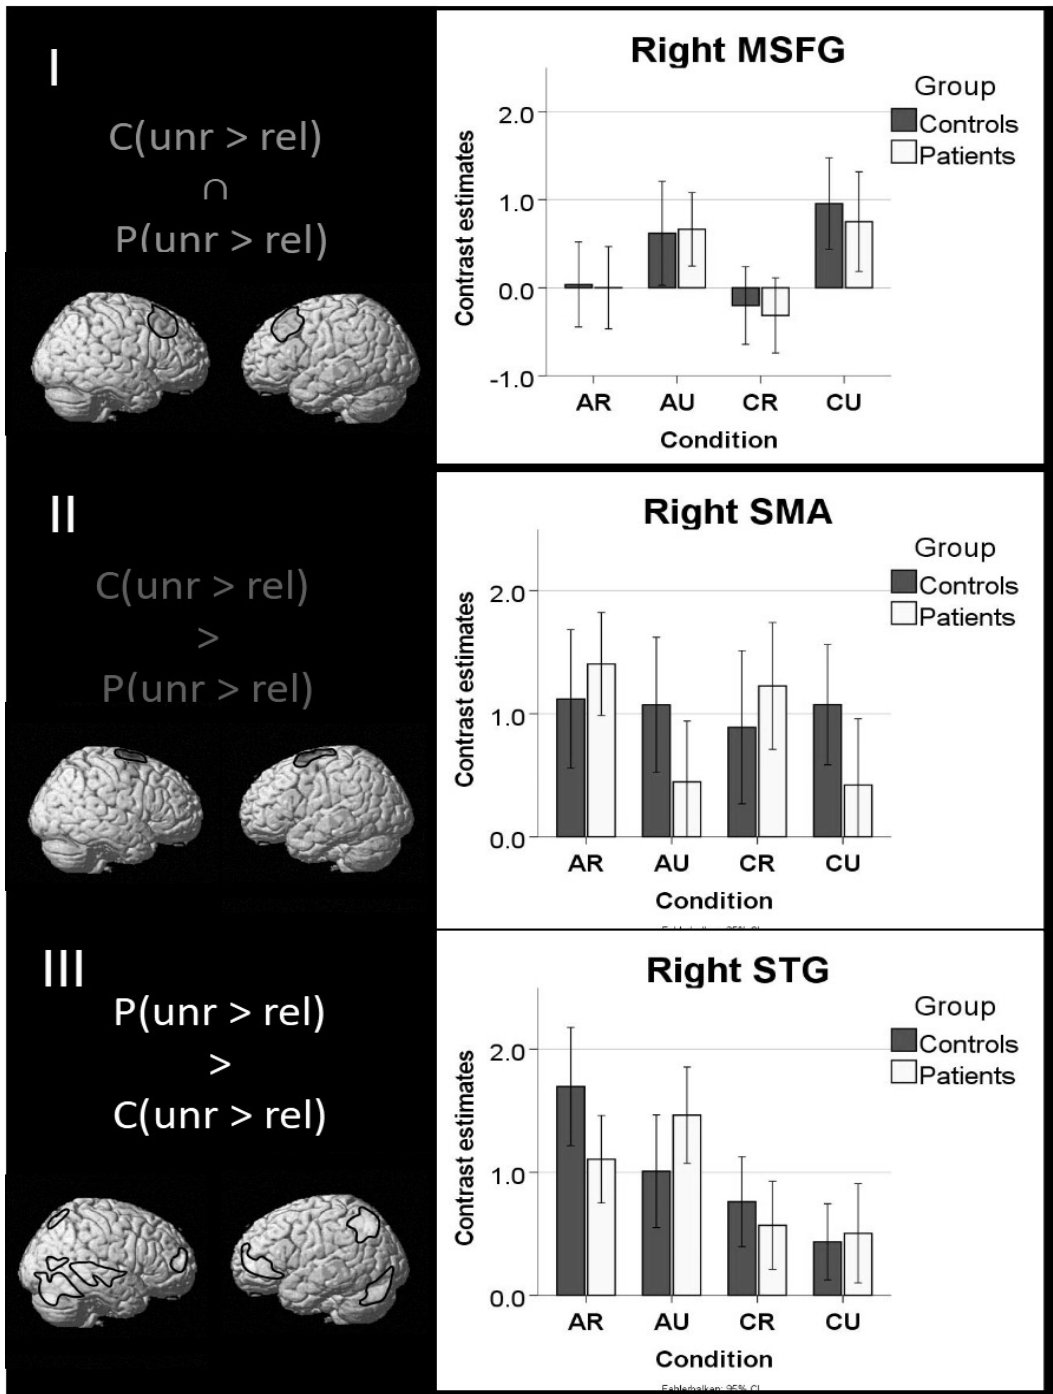 I
C(unr > rel)
∩
P(unr > rel)
Right MSFG
Group
Controls
Patients
Contrast estimates
2.0
1.0
0.0
-1.0
AR AU CR CU
Condition
II
C(unr > rel)
>
P(unr > rel)
Right SMA
Group
Controls
Patients
Contrast estimates
2.0
1.0
0.0
AR AU CR CU
Condition
III
P(unr > rel)
>
C(unr > rel)
Right STG
Group
Controls
Patients
Contrast estimates
2.0
1.0
0.0
AR AU CR CU
Condition
Fehlerbalken: 95% CI